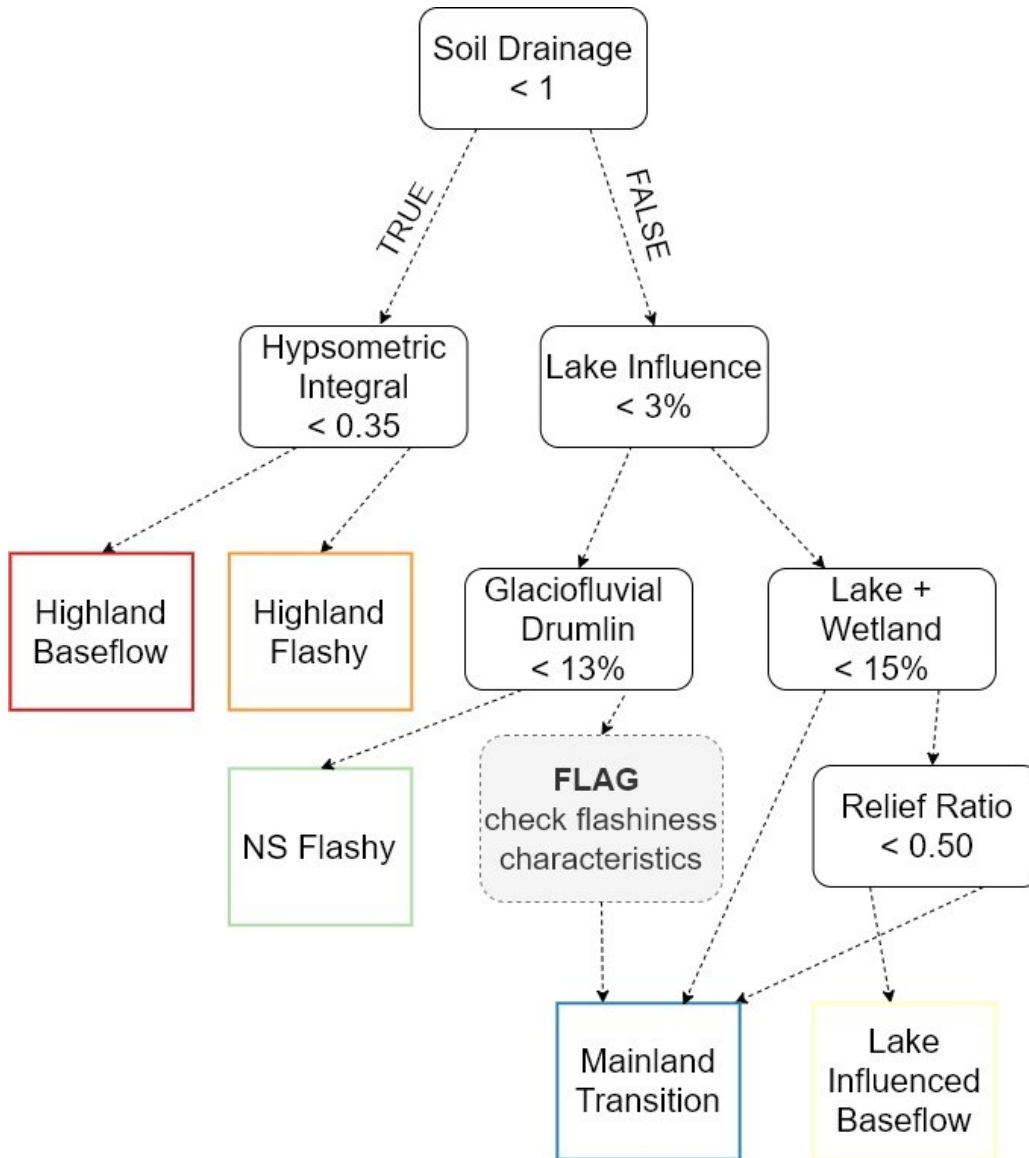 Soil Drainage
< 1
TRUE
FALSE
Hypsometric
Integral
< 0.35
Lake Influence
< 3%
Highland
Baseflow
Highland
Flashy
Glaciofluvial
Drumlin
< 13%
Lake +
Wetland
< 15%
NS Flashy
FLAG
check flashiness
characteristics
Relief Ratio
< 0.50
Mainland
Transition
Lake
Influenced
Baseflow